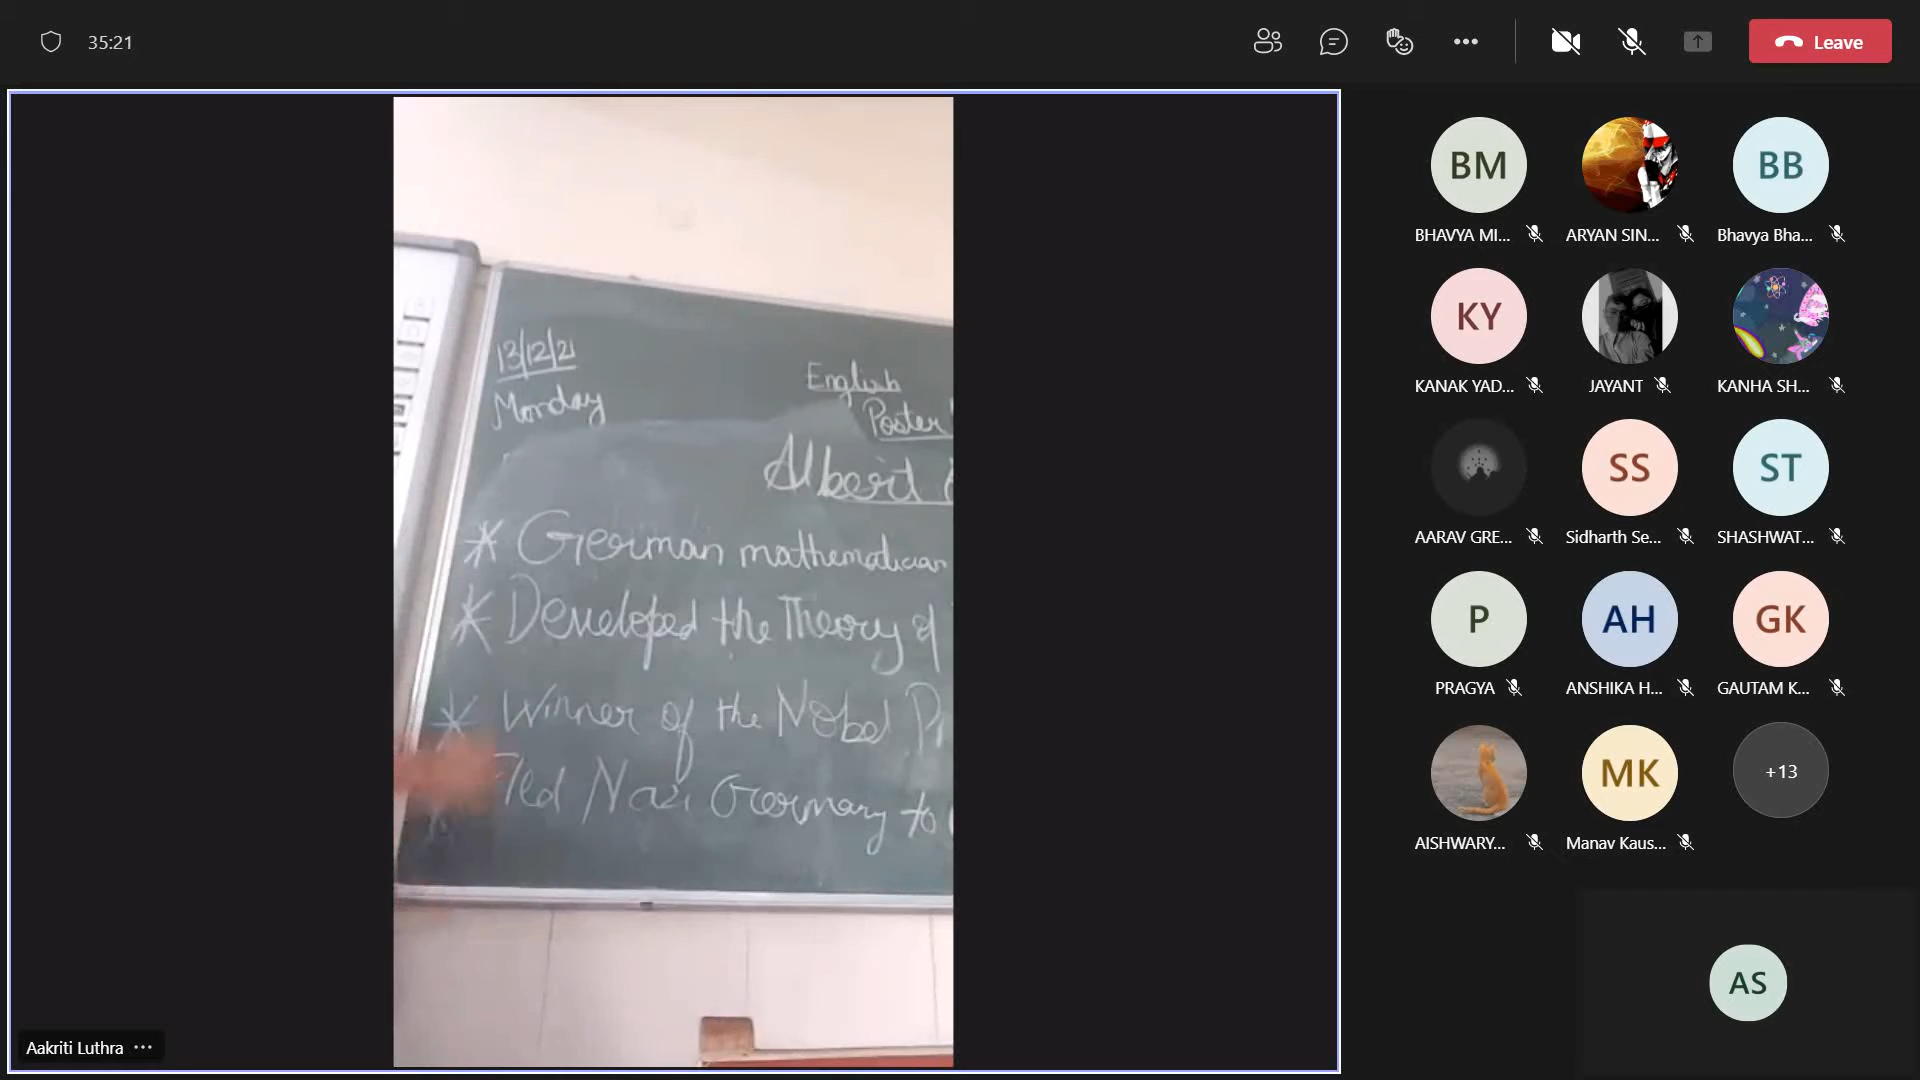 35:21
Leave
13/12/21
Monday
English
Poster
Albert
* German mathematician
* Developed the Theory of
* Winner of the Nobel Pr
Fled Nazi Germany to
Aakriti Luthra ...
BM
BB
BHAVYA MI...
ARYAN SIN...
Bhavya Bha...
KY
KANAK YAD...
JAYANT
KANHA SH...
SS
ST
AARAV GRE...
Sidharth Se...
SHASHWAT...
P
AH
GK
PRAGYA
ANSHIKA H...
GAUTAM K...
MK
+13
AISHWARY...
Manav Kaus...
AS